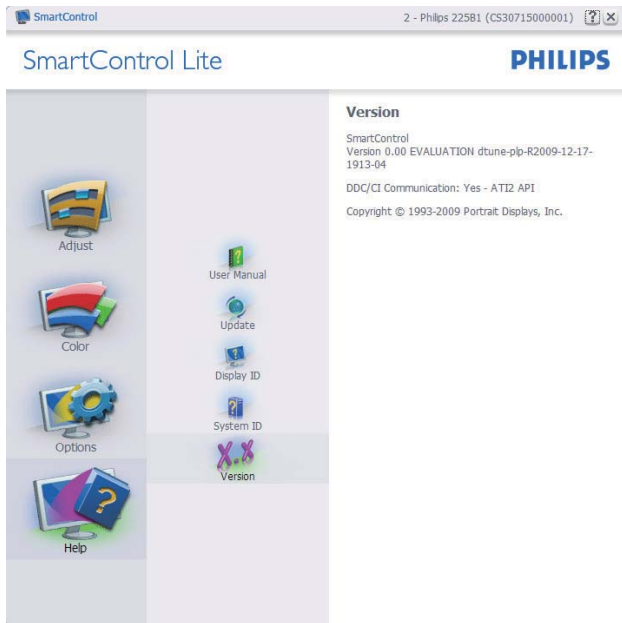 SmartControl
2 - Philips 225B1 (CS30715000001)
SmartControl Lite
PHILIPS
Adjust
Color
Options
Help
User Manual
Update
Display ID
System ID
X.X
Version
Version
SmartControl
Version 0.00 EVALUATION dtune-plp-R2009-12-17-
1913-04
DDC/CI Communication: Yes - ATI2 API
Copyright © 1993-2009 Portrait Displays, Inc.